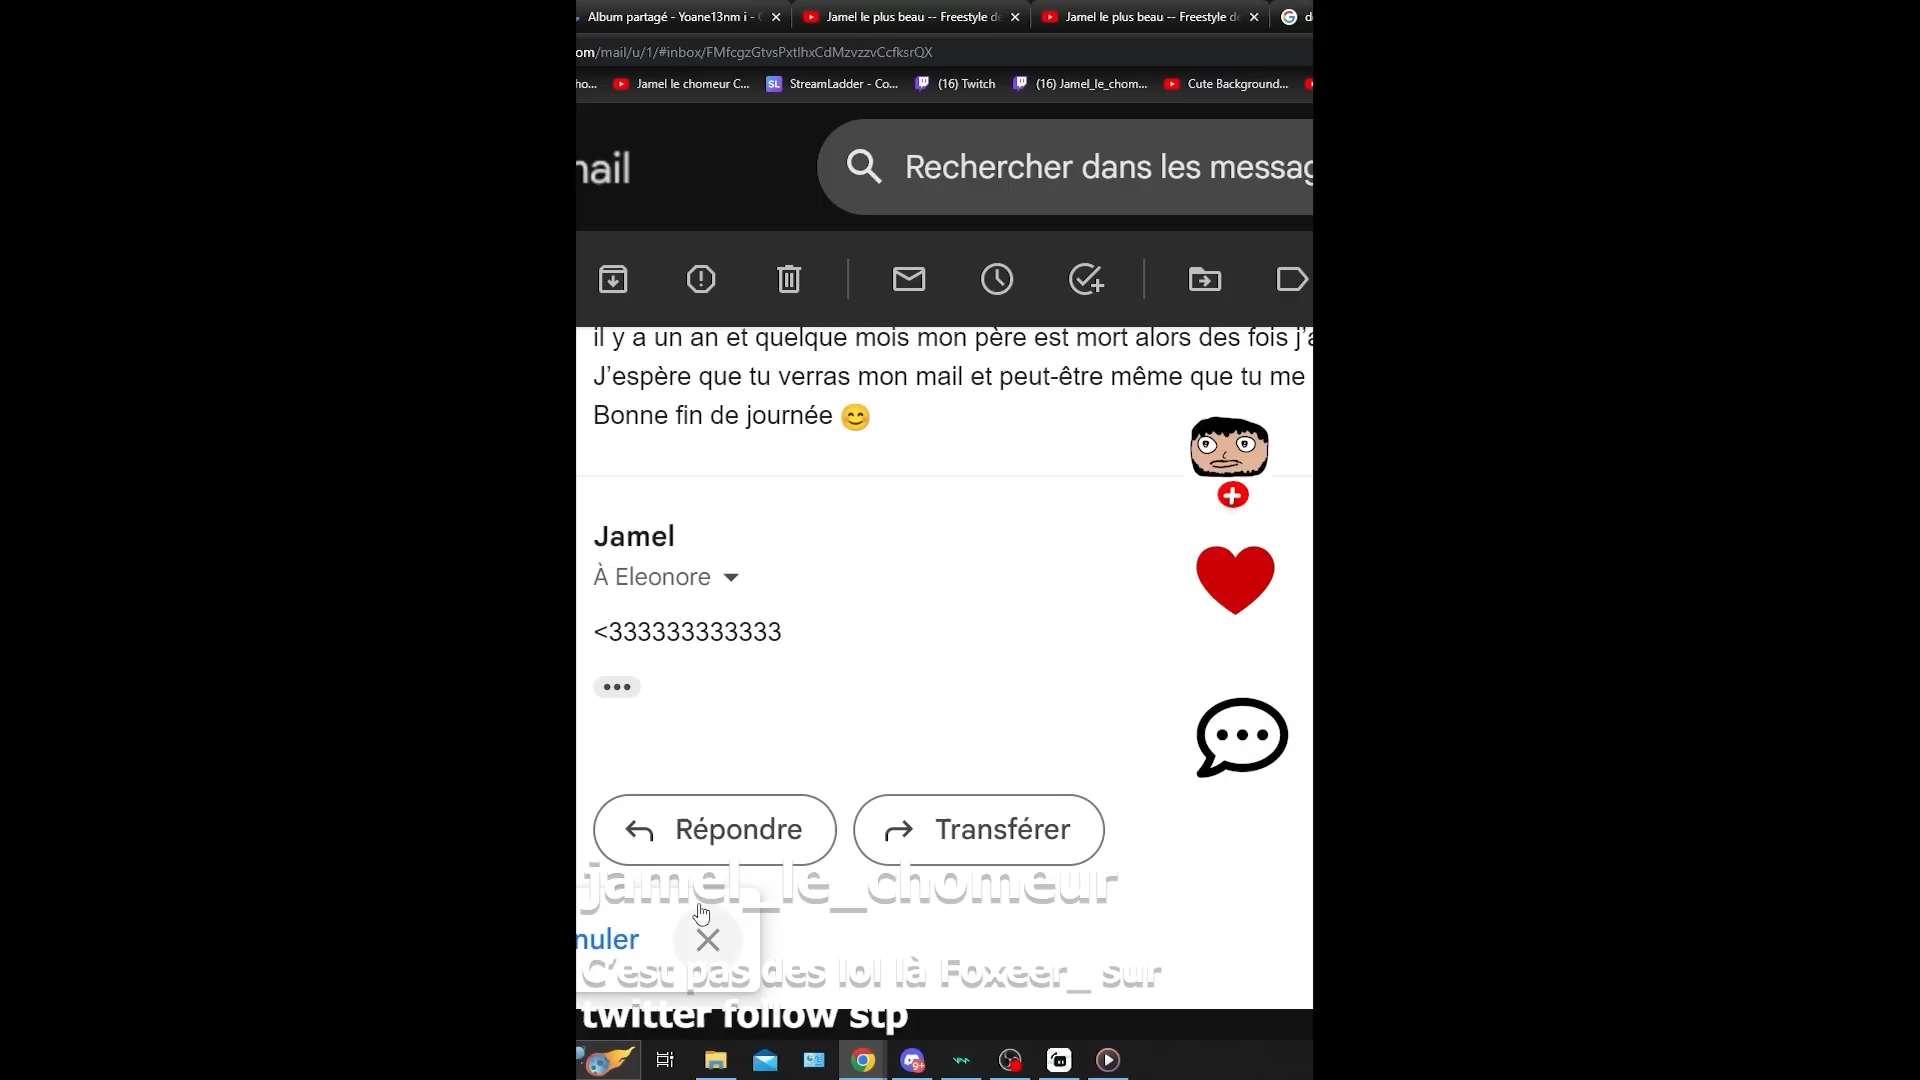 Album partagé - Yoane13nm i -
Jamel le plus beau -- Freestyle de
Jamel le plus beau -- Freestyle de
om/mail/u/1/#inbox/FMfcgzGtvsPxtlhxCdMzvzzvCcfksrQX
ho...
Jamel le chomeur C...
SL
StreamLadder - Co...
(16) Twitch
(16) Jamel_le_chom...
Cute Background...
mail
Rechercher dans les messag
il y a un an et quelque mois mon père est mort alors des fois j’a
J’espère que tu verras mon mail et peut-être même que tu me
Bonne fin de journée 😊
Jamel
À Eleonore
<333333333333
Répondre
Transférer
jamel_le_chomeur
nuler
C'est pas des lol là Foxeer_ sur
twitter follow stp
9+